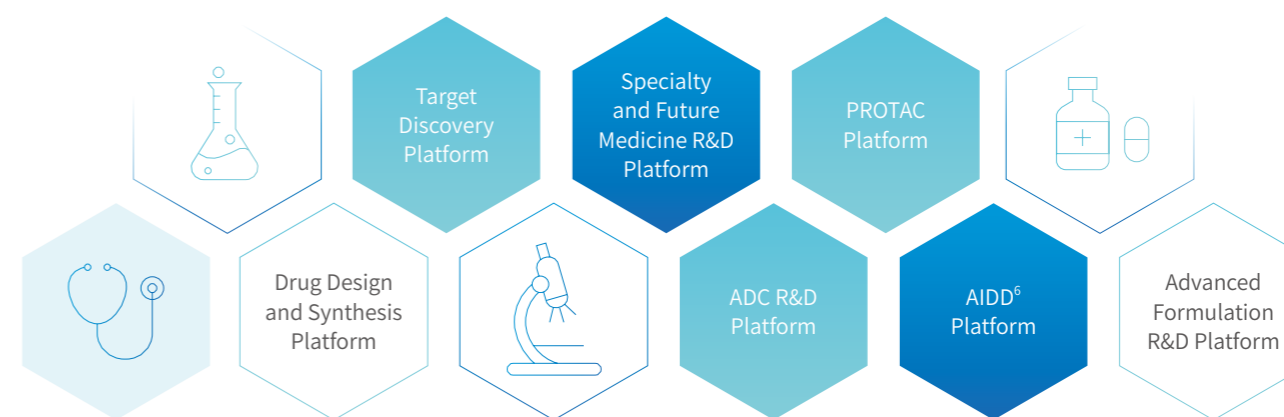 Target
Discovery
Platform
Specialty
and Future
Medicine R&D
Platform
PROTAC
Platform
Drug Design
and Synthesis
Platform
ADC R&D
Platform
AIDD⁶
Platform
Advanced
Formulation
R&D Platform